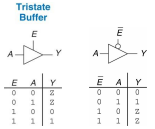 Tristate
Buffer
E Ē
A Y A Y
E A Y Ē A Y
0 0 Z 0 0 0
0 1 Z 0 1 1
1 0 0 1 0 Z
1 1 1 1 1 Z